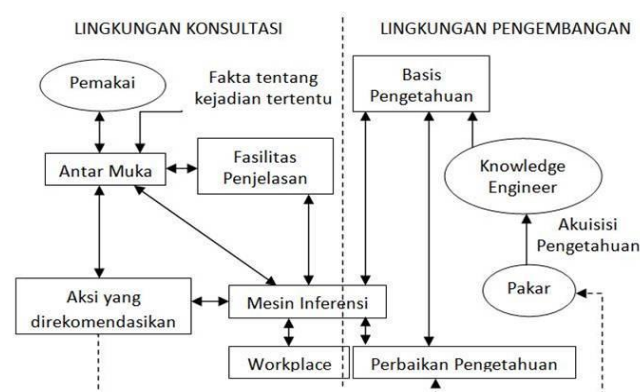 LINGKUNGAN KONSULTASI
LINGKUNGAN PENGEMBANGAN
Pemakai
Fakta tentang
kejadian tertentu
Basis
Pengetahuan
Antar Muka
Fasilitas
Penjelasan
Knowledge
Engineer
Akuisisi
Pengetahuan
Aksi yang
direkomendasikan
Mesin Inferensi
Pakar
Workplace
Perbaikan Pengetahuan